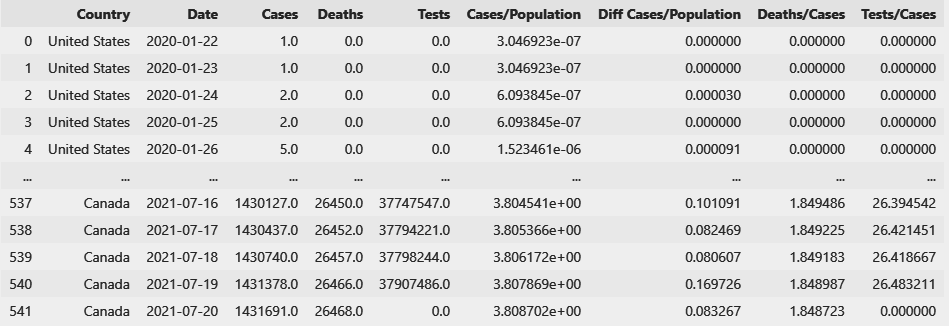 Country Date Cases Deaths Tests Cases/Population Diff Cases/Population Deaths/Cases Tests/Cases
0 United States 2020-01-22 1.0 0.0 0.0 3.046923e-07 0.000000 0.000000 0.000000
1 United States 2020-01-23 1.0 0.0 0.0 3.046923e-07 0.000000 0.000000 0.000000
2 United States 2020-01-24 2.0 0.0 0.0 6.093845e-07 0.000030 0.000000 0.000000
3 United States 2020-01-25 2.0 0.0 0.0 6.093845e-07 0.000000 0.000000 0.000000
4 United States 2020-01-26 5.0 0.0 0.0 1.523461e-06 0.000091 0.000000 0.000000
... ... ... ... ... ... ... ... ... ...
537 Canada 2021-07-16 1430127.0 26450.0 37747547.0 3.804541e+00 0.101091 1.849486 26.394542
538 Canada 2021-07-17 1430437.0 26452.0 37794221.0 3.805366e+00 0.082469 1.849225 26.421451
539 Canada 2021-07-18 1430740.0 26457.0 37798244.0 3.806172e+00 0.080607 1.849183 26.418667
540 Canada 2021-07-19 1431378.0 26466.0 37907486.0 3.807869e+00 0.169726 1.848987 26.483211
541 Canada 2021-07-20 1431691.0 26468.0 0.0 3.808702e+00 0.083267 1.848723 0.000000